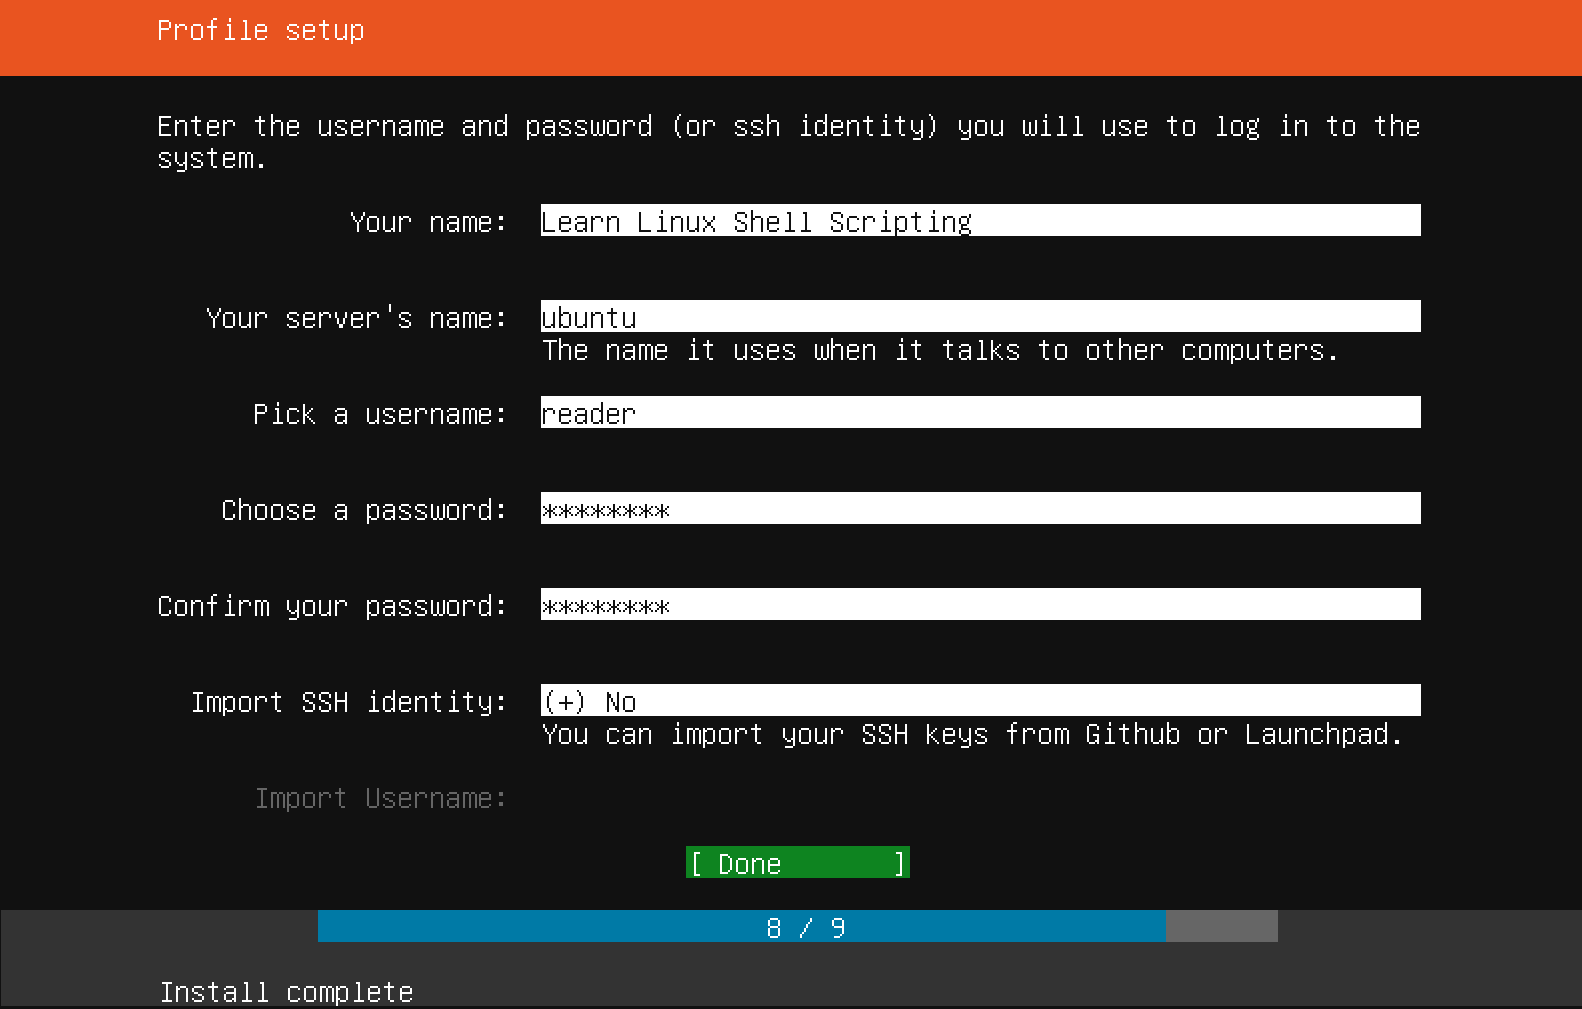 Profile setup
Enter the username and password (or ssh identity) you will use to log in to the
system.
Your name: Learn Linux Shell Scripting
Your server's name: ubuntu
The name it uses when it talks to other computers.
Pick a username: reader
Choose a password: ********
Confirm your password: ********
Import SSH identity: (+) No
You can import your SSH keys from Github or Launchpad.
Import Username:
[ Done ]
8 / 9
Install complete